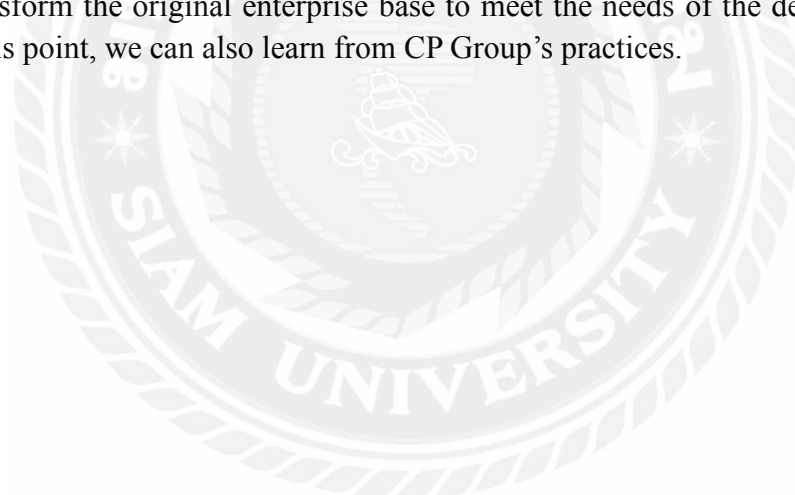 sform the original enterprise base to meet the needs of the de
s point, we can also learn from CP Group’s practices.
SIAM UNIVERSITY